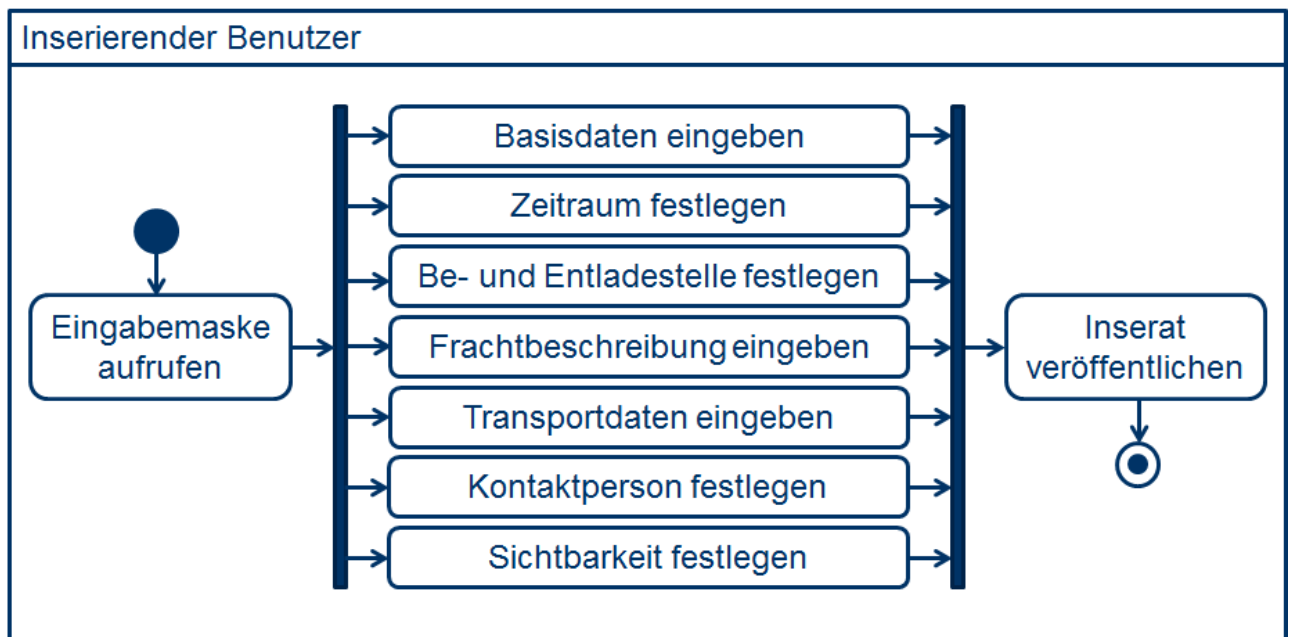 Inserierender Benutzer
Basisdaten eingeben
Zeitraum festlegen
Be- und Entladestelle festlegen
Eingabemaske
aufrufen
Frachtbeschreibung eingeben
Inserat
veröffentlichen
Transportdaten eingeben
Kontaktperson festlegen
Sichtbarkeit festlegen